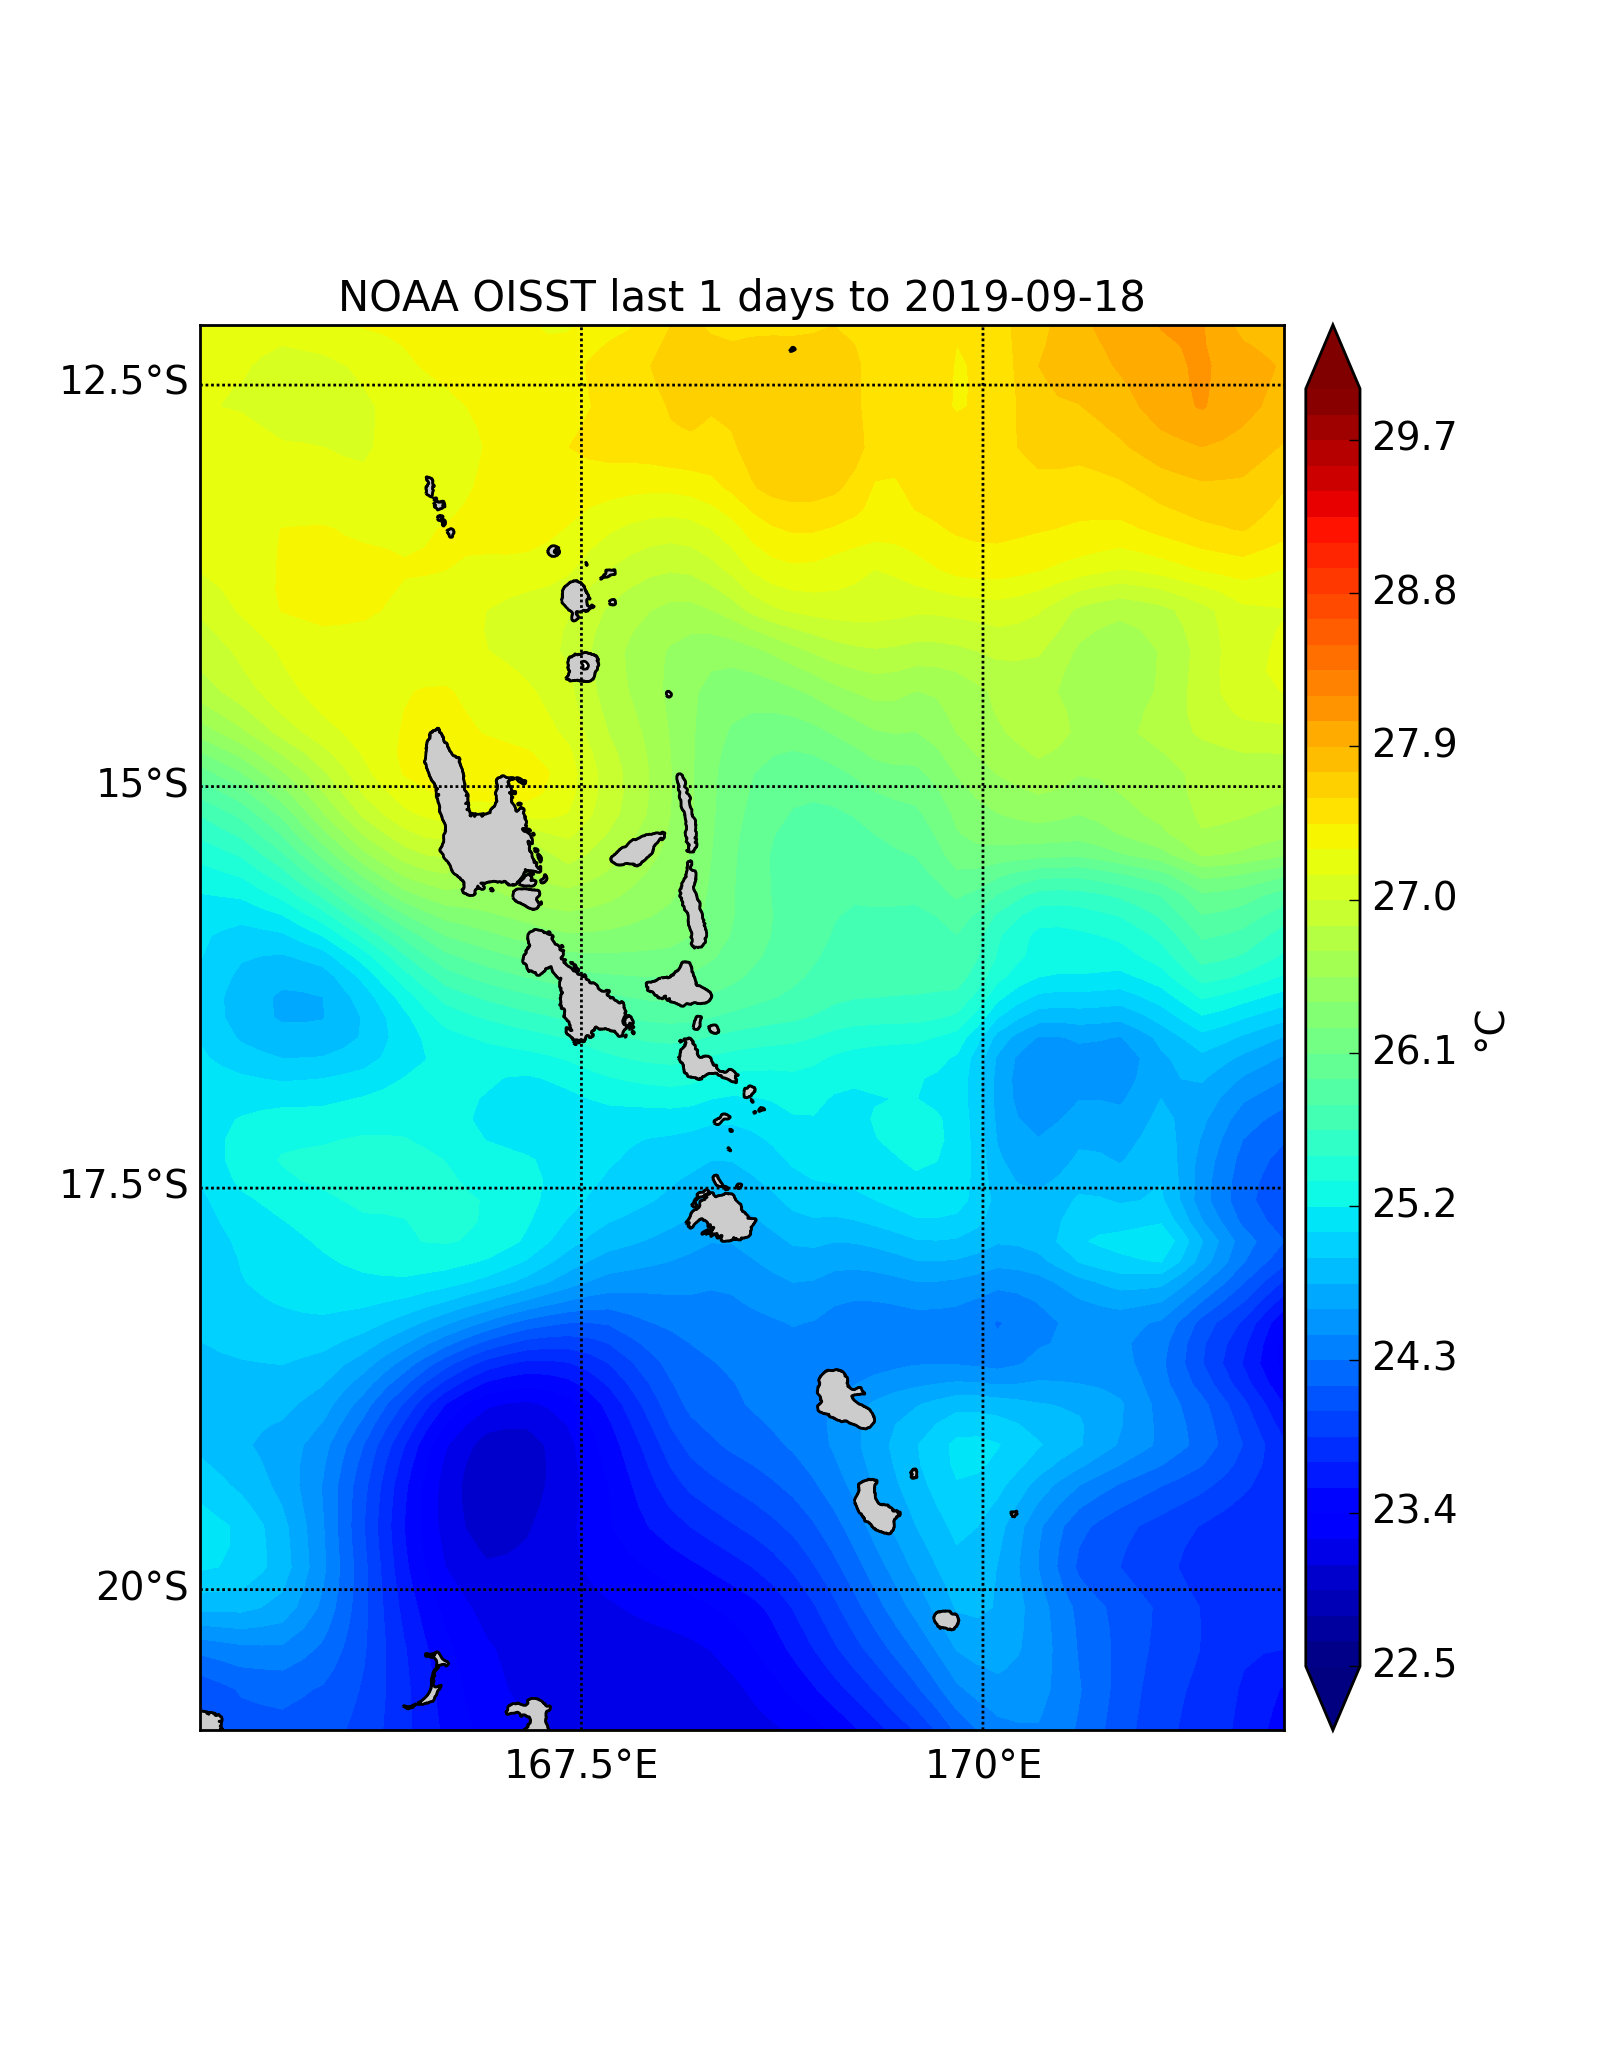 NOAA OISST last 1 days to 2019-09-18
12.5°S
15°S
17.5°S
20°S
167.5°E
170°E
29.7
28.8
27.9
27.0
26.1
25.2
24.3
23.4
22.5
°C